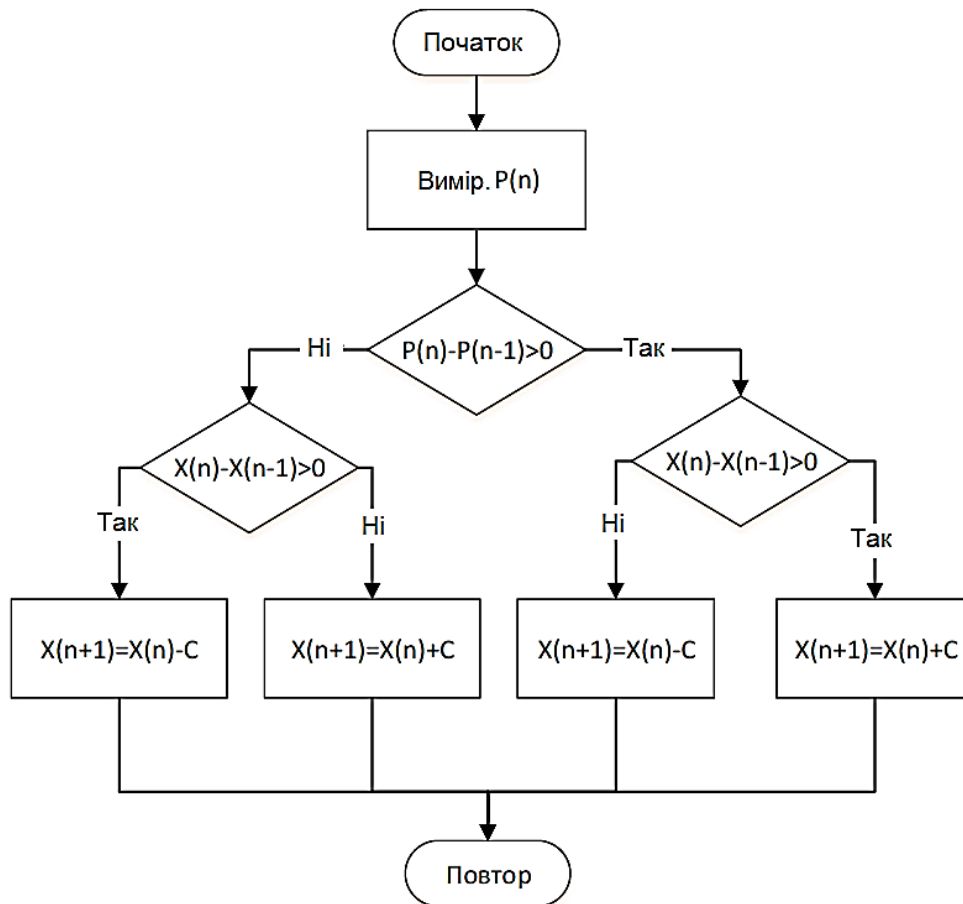 Початок
Вимір. P(n)
P(n)-P(n-1)>0
Ні
Так
X(n)-X(n-1)>0
X(n)-X(n-1)>0
Так
Ні
Ні
Так
X(n+1)=X(n)-C
X(n+1)=X(n)+C
X(n+1)=X(n)-C
X(n+1)=X(n)+C
Повтор